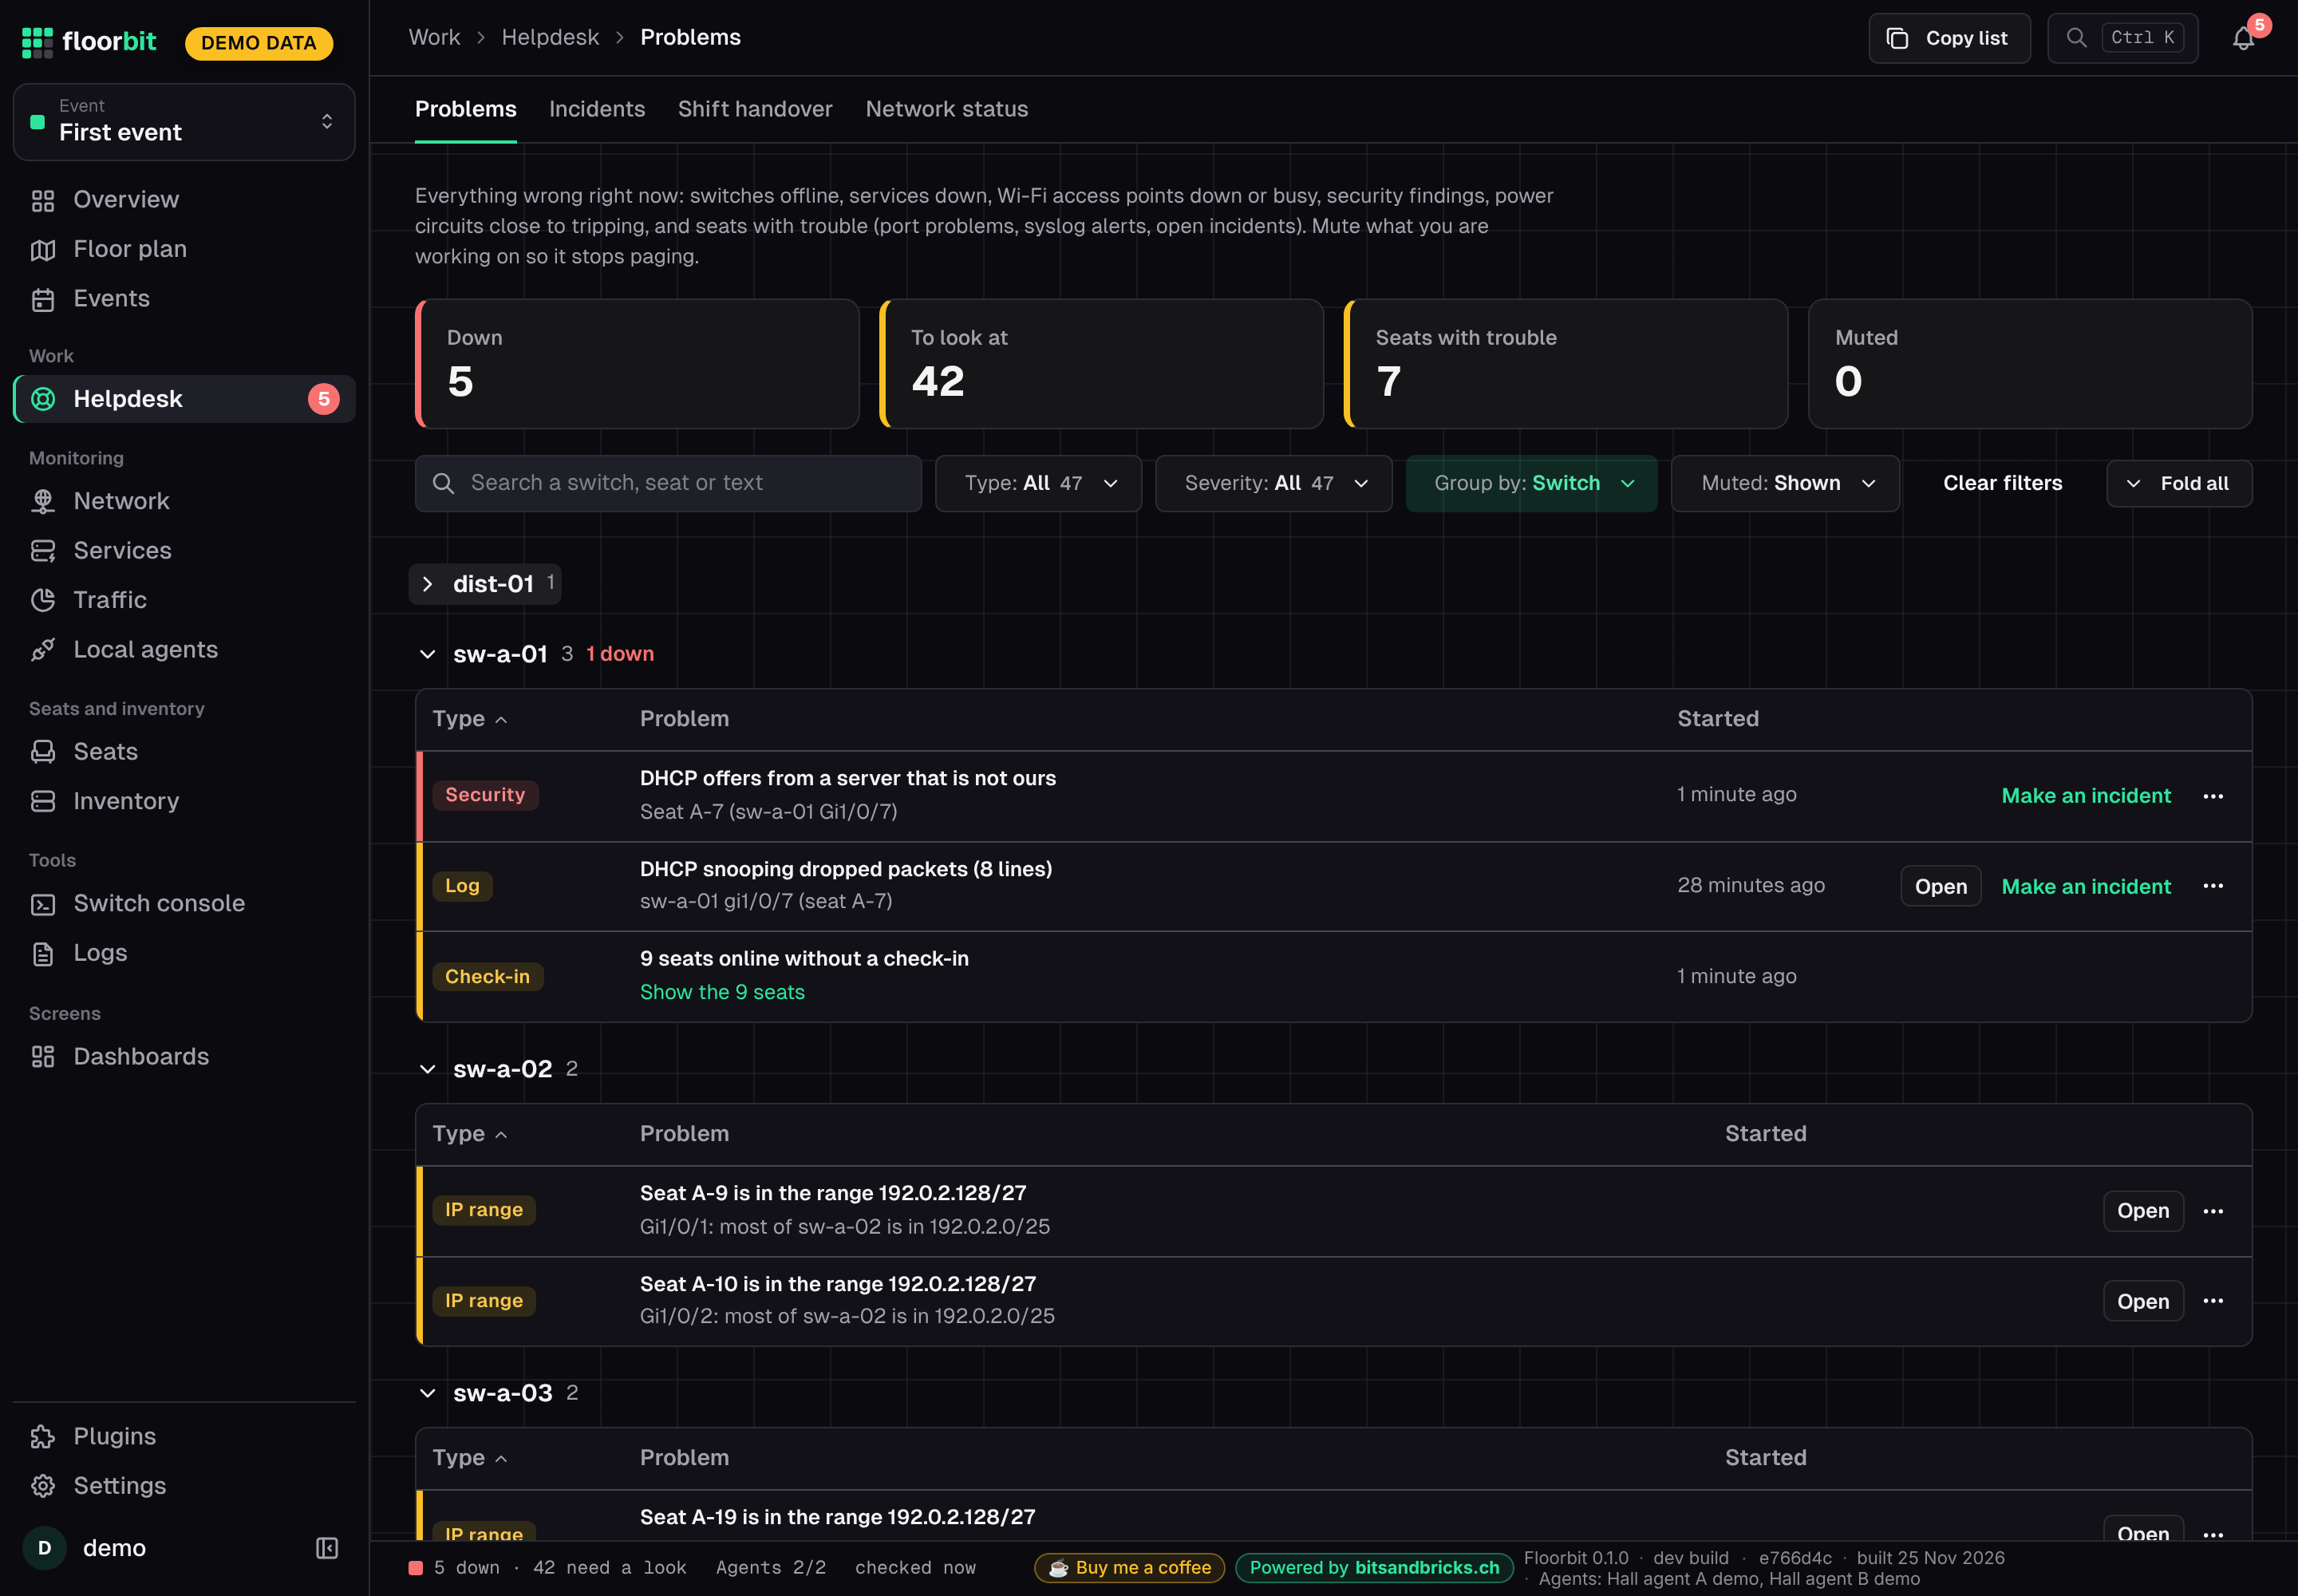 floorbit
DEMO DATA
Event
First event
Overview
Floor plan
Events
Work
Helpdesk 5
Monitoring
Network
Services
Traffic
Local agents
Seats and inventory
Seats
Inventory
Tools
Switch console
Logs
Screens
Dashboards
Plugins
Settings
D demo
Work > Helpdesk > Problems
Copy list
Ctrl K
5
Problems Incidents Shift handover Network status
Everything wrong right now: switches offline, services down, Wi-Fi access points down or busy, security findings, power
circuits close to tripping, and seats with trouble (port problems, syslog alerts, open incidents). Mute what you are
working on so it stops paging.
Down
5
To look at
42
Seats with trouble
7
Muted
0
Search a switch, seat or text
Type: All 47
Severity: All 47
Group by: Switch
Muted: Shown
Clear filters
Fold all
dist-01 1
sw-a-01 3 1 down
Type Problem Started
Security
DHCP offers from a server that is not ours
Seat A-7 (sw-a-01 Gi1/0/7)
1 minute ago
Make an incident
Log
DHCP snooping dropped packets (8 lines)
sw-a-01 gi1/0/7 (seat A-7)
28 minutes ago
Open
Make an incident
Check-in
9 seats online without a check-in
Show the 9 seats
1 minute ago
sw-a-02 2
Type Problem Started
IP range
Seat A-9 is in the range 192.0.2.128/27
Gi1/0/1: most of sw-a-02 is in 192.0.2.0/25
Open
IP range
Seat A-10 is in the range 192.0.2.128/27
Gi1/0/2: most of sw-a-02 is in 192.0.2.0/25
Open
sw-a-03 2
Type Problem Started
IP range
Seat A-19 is in the range 192.0.2.128/27
Open
5 down · 42 need a look Agents 2/2 checked now
Buy me a coffee
Powered by bitsandbricks.ch
Floorbit 0.1.0 · dev build · e766d4c · built 25 Nov 2026
· Agents: Hall agent A demo, Hall agent B demo